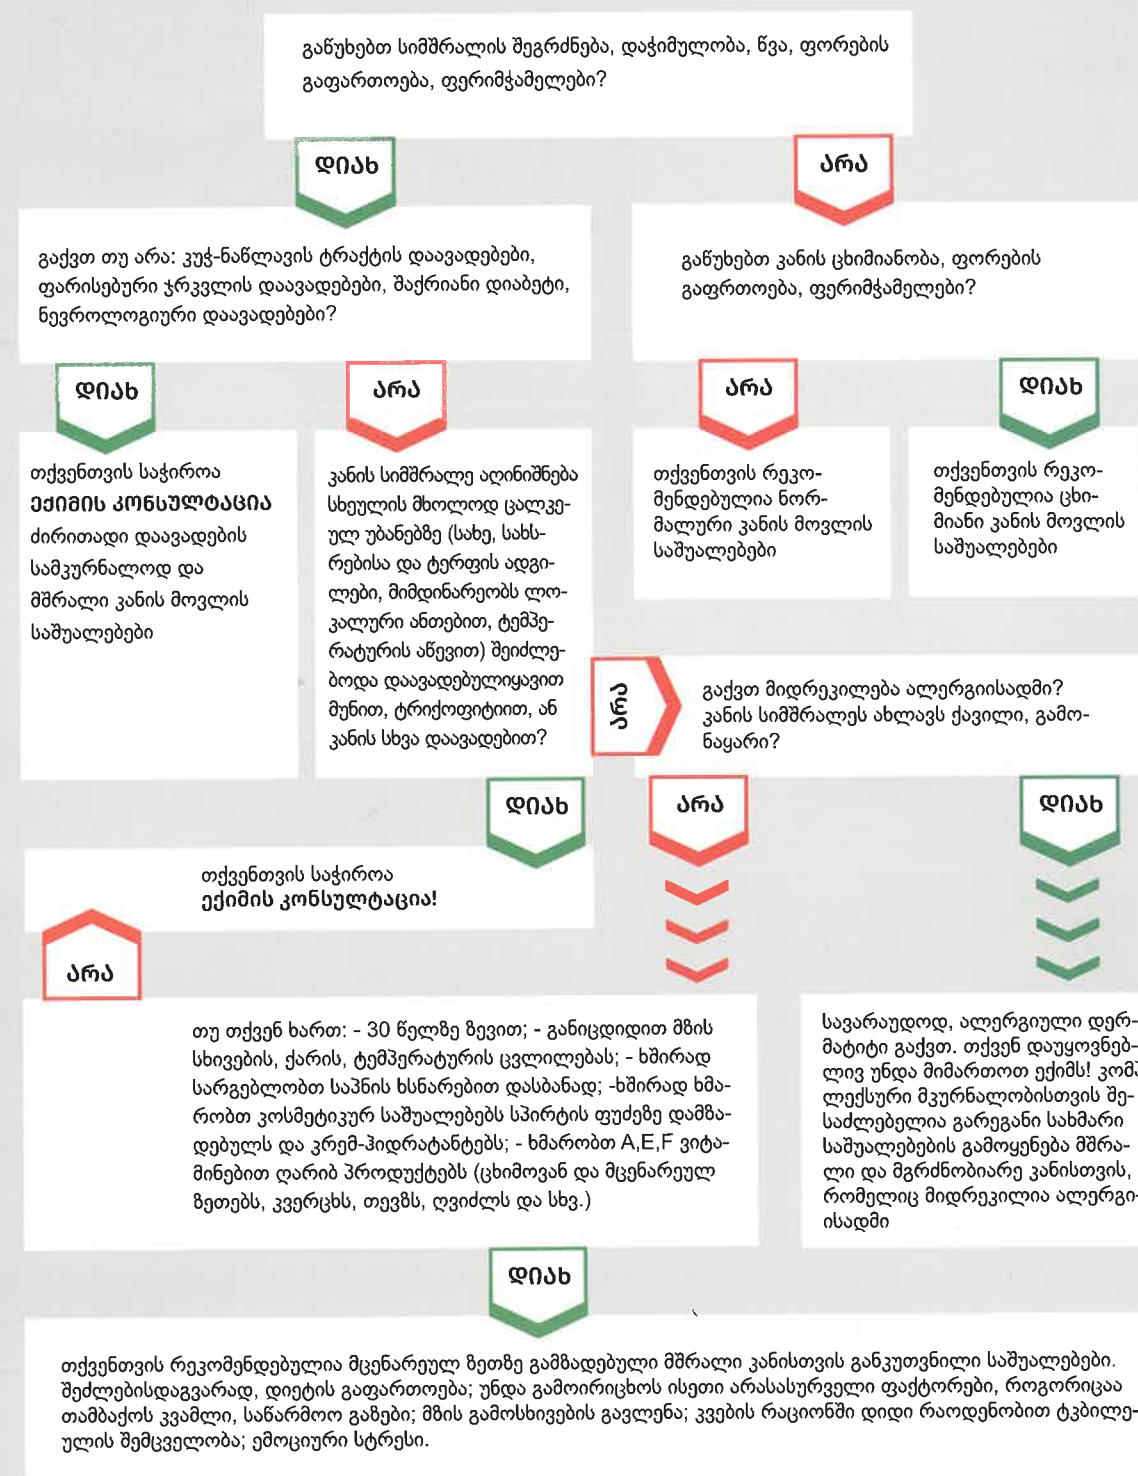 გაწუხებთ სიმშრალის შეგრძნება, დაჭიმულობა, წვა, ფორების
გაფართოება, ფერიმჭამელები?
დიახ
არა
გაქვთ თუ არა: კუჭ-ნაწლავის ტრაქტის დაავადებები,
ფარისებური ჯრკვლის დაავადებები, შაქრიანი დიაბეტი,
ნევროლოგიური დაავადებები?
გაწუხებთ კანის ცხიმიანობა, ფორების
გაფრთოება, ფერიმჭამელები?
დიახ
არა
არა
დიახ
თქვენთვის საჭიროა
ექიმის კონსულტაცია
ძირითადი დაავადების
სამკურნალოდ და
მშრალი კანის მოვლის
საშუალებები
კანის სიმშრალე აღინიშნება
სხეულის მხოლოდ ცალკე-
ულ უბანებზე (სახე, სახს-
რებისა და ტერფის ადგი-
ლები, მიმდინარეობს ლო-
კალური ანთებით, ტემპე-
რატურის აწევით) შეიძლე-
ბოდა დაავადებულიყავით
მუნით, ტრიქოფიტიით, ან
კანის სხვა დაავადებით?
თქვენთვის რეკო-
მენდებულია ნორ-
მალური კანის მოვლის
საშუალებები
თქვენთვის რეკო-
მენდებულია ცხი-
მიანი კანის მოვლის
საშუალებები
არა
გაქვთ მიდრეკილება ალერგიისადმი?
კანის სიმშრალეს ახლავს ქავილი, გამო-
ნაყარი?
დიახ
არა
დიახ
თქვენთვის საჭიროა
ექიმის კონსულტაცია!
არა
თუ თქვენ ხართ: - 30 წელზე ზევით; - განიცდიდით მზის
სხივების, ქარის, ტემპერატურის ცვლილებას; - ხშირად
სარგებლობთ საპნის ხსნარებით დასბანად; -ხშირად ხმა-
რობთ კოსმეტიკურ საშუალებებს სპირტის ფუძეზე დამზა-
დებულს და კრემ-ჰიდრატანტებს; - ხმარობთ A,E,F ვიტა-
მინებით ღარიბ პროდუქტებს (ცხიმოვან და მცენარეულ
ზეთებს, კვერცხს, თევზს, ღვიძლს და სხვ.)
სავარაუდოდ, ალერგიული დერ-
მატიტი გაქვთ. თქვენ დაუყოვნებ-
ლივ უნდა მიმართოთ ექიმს! კომპ
ლექსური მკურნალობისთვის შე-
საძლებელია გარეგანი სახმარი
საშუალებების გამოყენება მშრა-
ლი და მგრძნობიარე კანისთვის,
რომელიც მიდრეკილია ალერგი-
ისადმი
დიახ
თქვენთვის რეკომენდებულია მცენარეულ ზეთზე გამზადებული მშრალი კანისთვის განკუთვნილი საშუალებები.
შეძლებისდაგვარად, დიეტის გაფართოება; უნდა გამოირიცხოს ისეთი არასასურველი ფაქტორები, როგორიცაა
თამბაქოს კვამლი, საწარმოო გაზები; მზის გამოსხივების გავლენა; კვების რაციონში დიდი რაოდენობით ტკბილე-
ულის შემცველობა; ემოციური სტრესი.